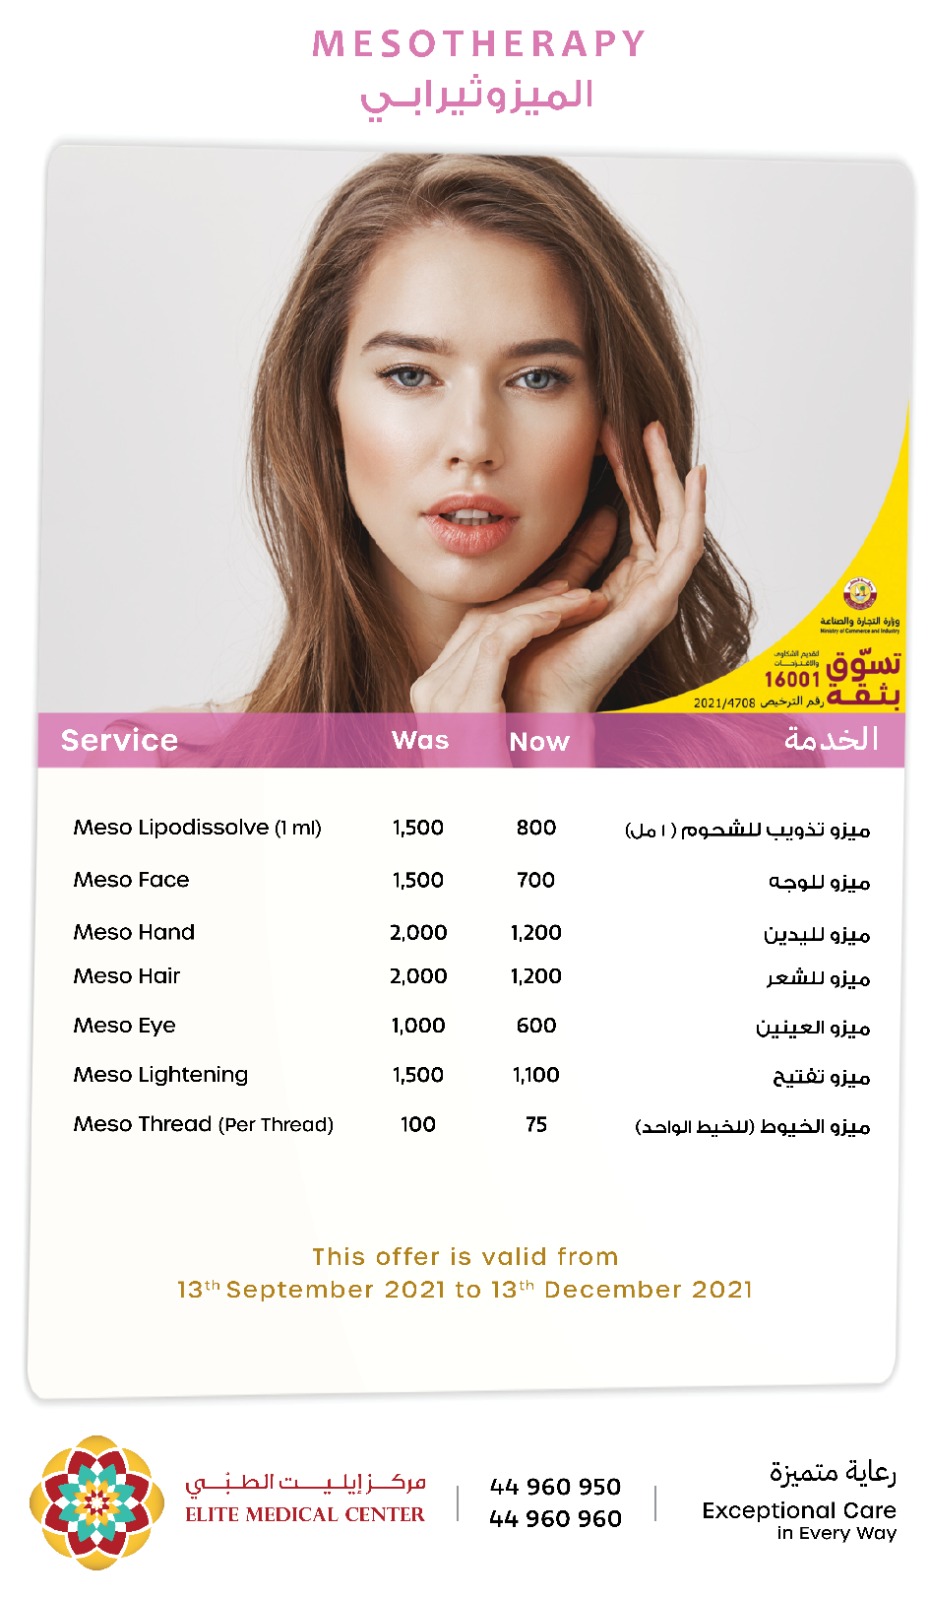 MESOTHERAPY
الميزوثيرابي
وزارة التجارة والصناعة
Ministry of Commerce and Industry
تسوّق بثقة
لتقديم الشكاوى
والاقتراحات
16001
رقم الترخيص 2021/4708
Service Was Now الخدمة
Meso Lipodissolve (1 ml) 1,500 800 ميزو تذويب للشحوم (١ مل)
Meso Face 1,500 700 ميزو للوجه
Meso Hand 2,000 1,200 ميزو لليدين
Meso Hair 2,000 1,200 ميزو للشعر
Meso Eye 1,000 600 ميزو العينين
Meso Lightening 1,500 1,100 ميزو تفتيح
Meso Thread (Per Thread) 100 75 ميزو الخيوط (للخيط الواحد)
This offer is valid from
13th September 2021 to 13th December 2021
مركز إيليت الطبّي
ELITE MEDICAL CENTER
44 960 950
44 960 960
رعاية متميزة
Exceptional Care
in Every Way